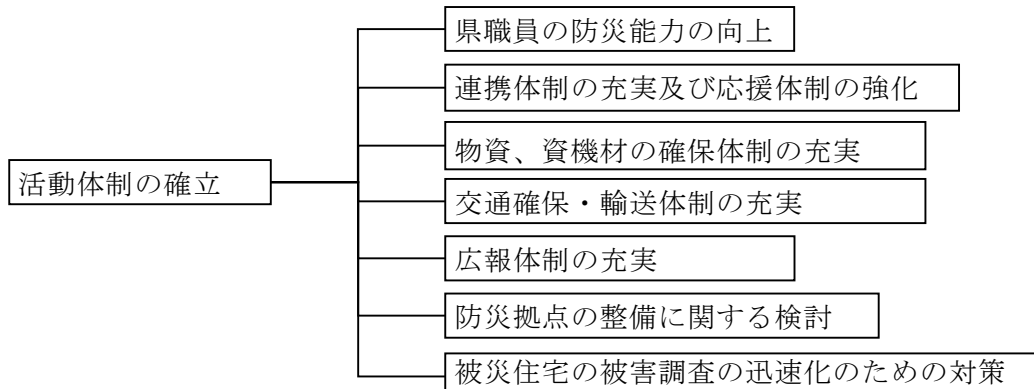 県職員の防災能力の向上
連携体制の充実及び応援体制の強化
物資、資機材の確保体制の充実
活動体制の確立
交通確保・輸送体制の充実
広報体制の充実
防災拠点の整備に関する検討
被災住宅の被害調査の迅速化のための対策